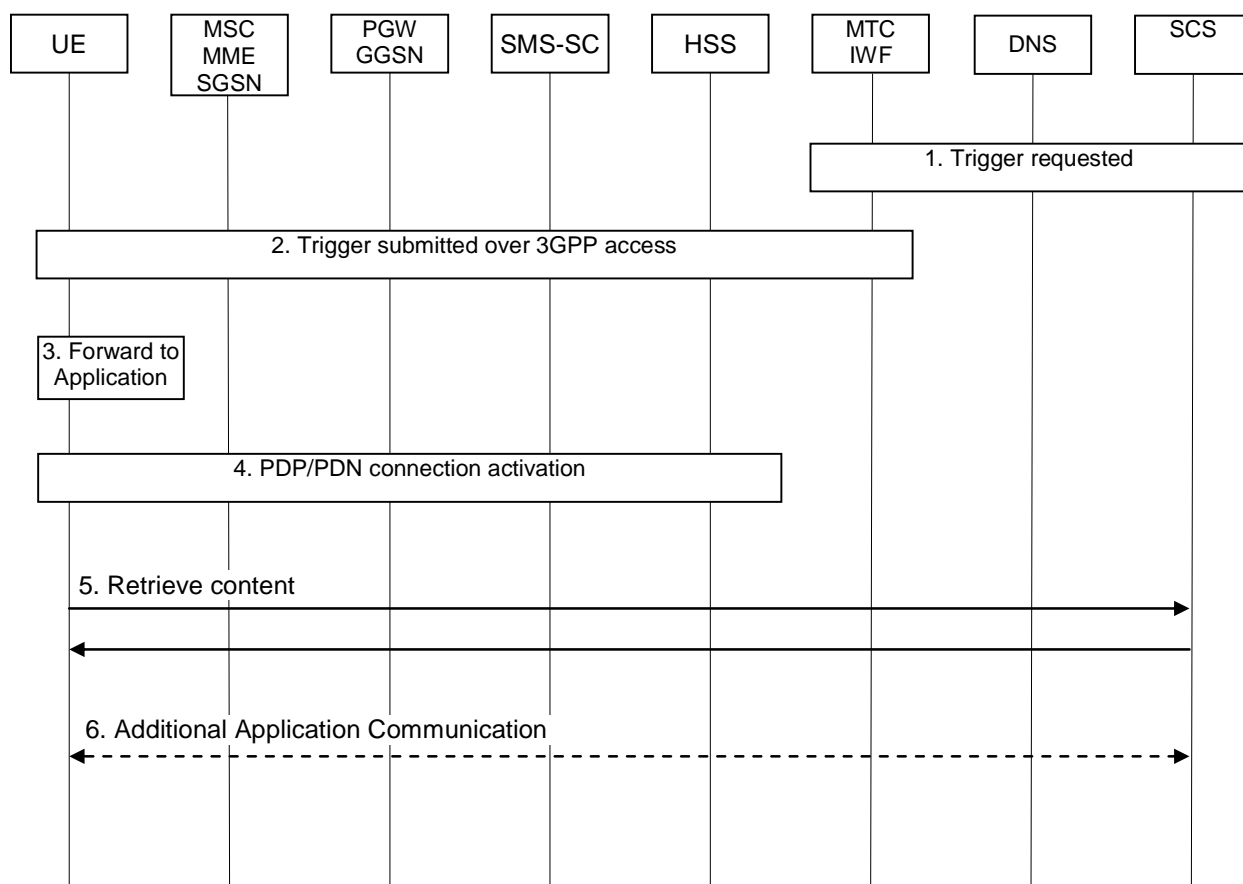 UE
MSC
MME
SGSN
PGW
GGSN
SMS-SC
HSS
MTC
IWF
DNS
SCS
1. Trigger requested
2. Trigger submitted over 3GPP access
3. Forward to
Application
4. PDP/PDN connection activation
5. Retrieve content
6. Additional Application Communication